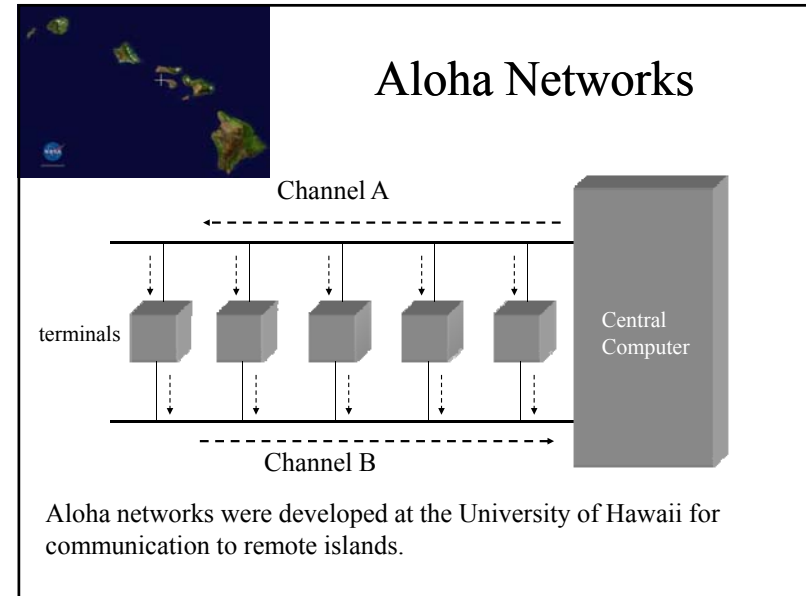 Aloha Networks
Channel A
terminals
Central
Computer
Channel B
Aloha networks were developed at the University of Hawaii for
communication to remote islands.